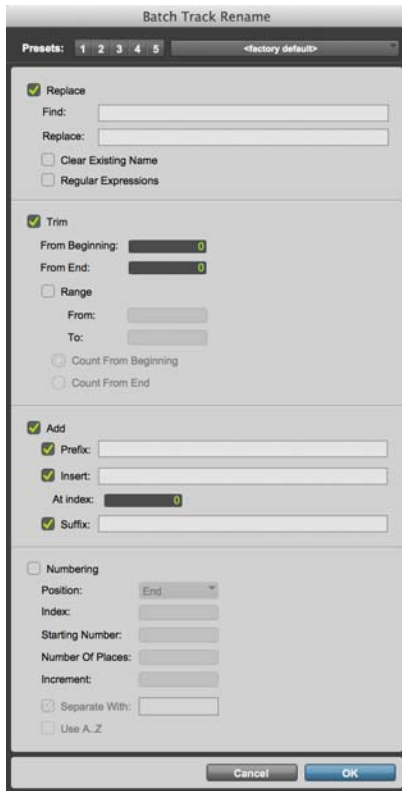 Batch Track Rename
Presets: 1 2 3 4 5 <factory default>
Replace
Find:
Replace:
Clear Existing Name
Regular Expressions
Trim
From Beginning: 0
From End: 0
Range
From:
To:
Count From Beginning
Count From End
Add
Prefix:
Insert:
At index: 0
Suffix:
Numbering
Position: End
Index:
Starting Number:
Number Of Places:
Increment:
Separate With:
Use A..Z
Cancel OK